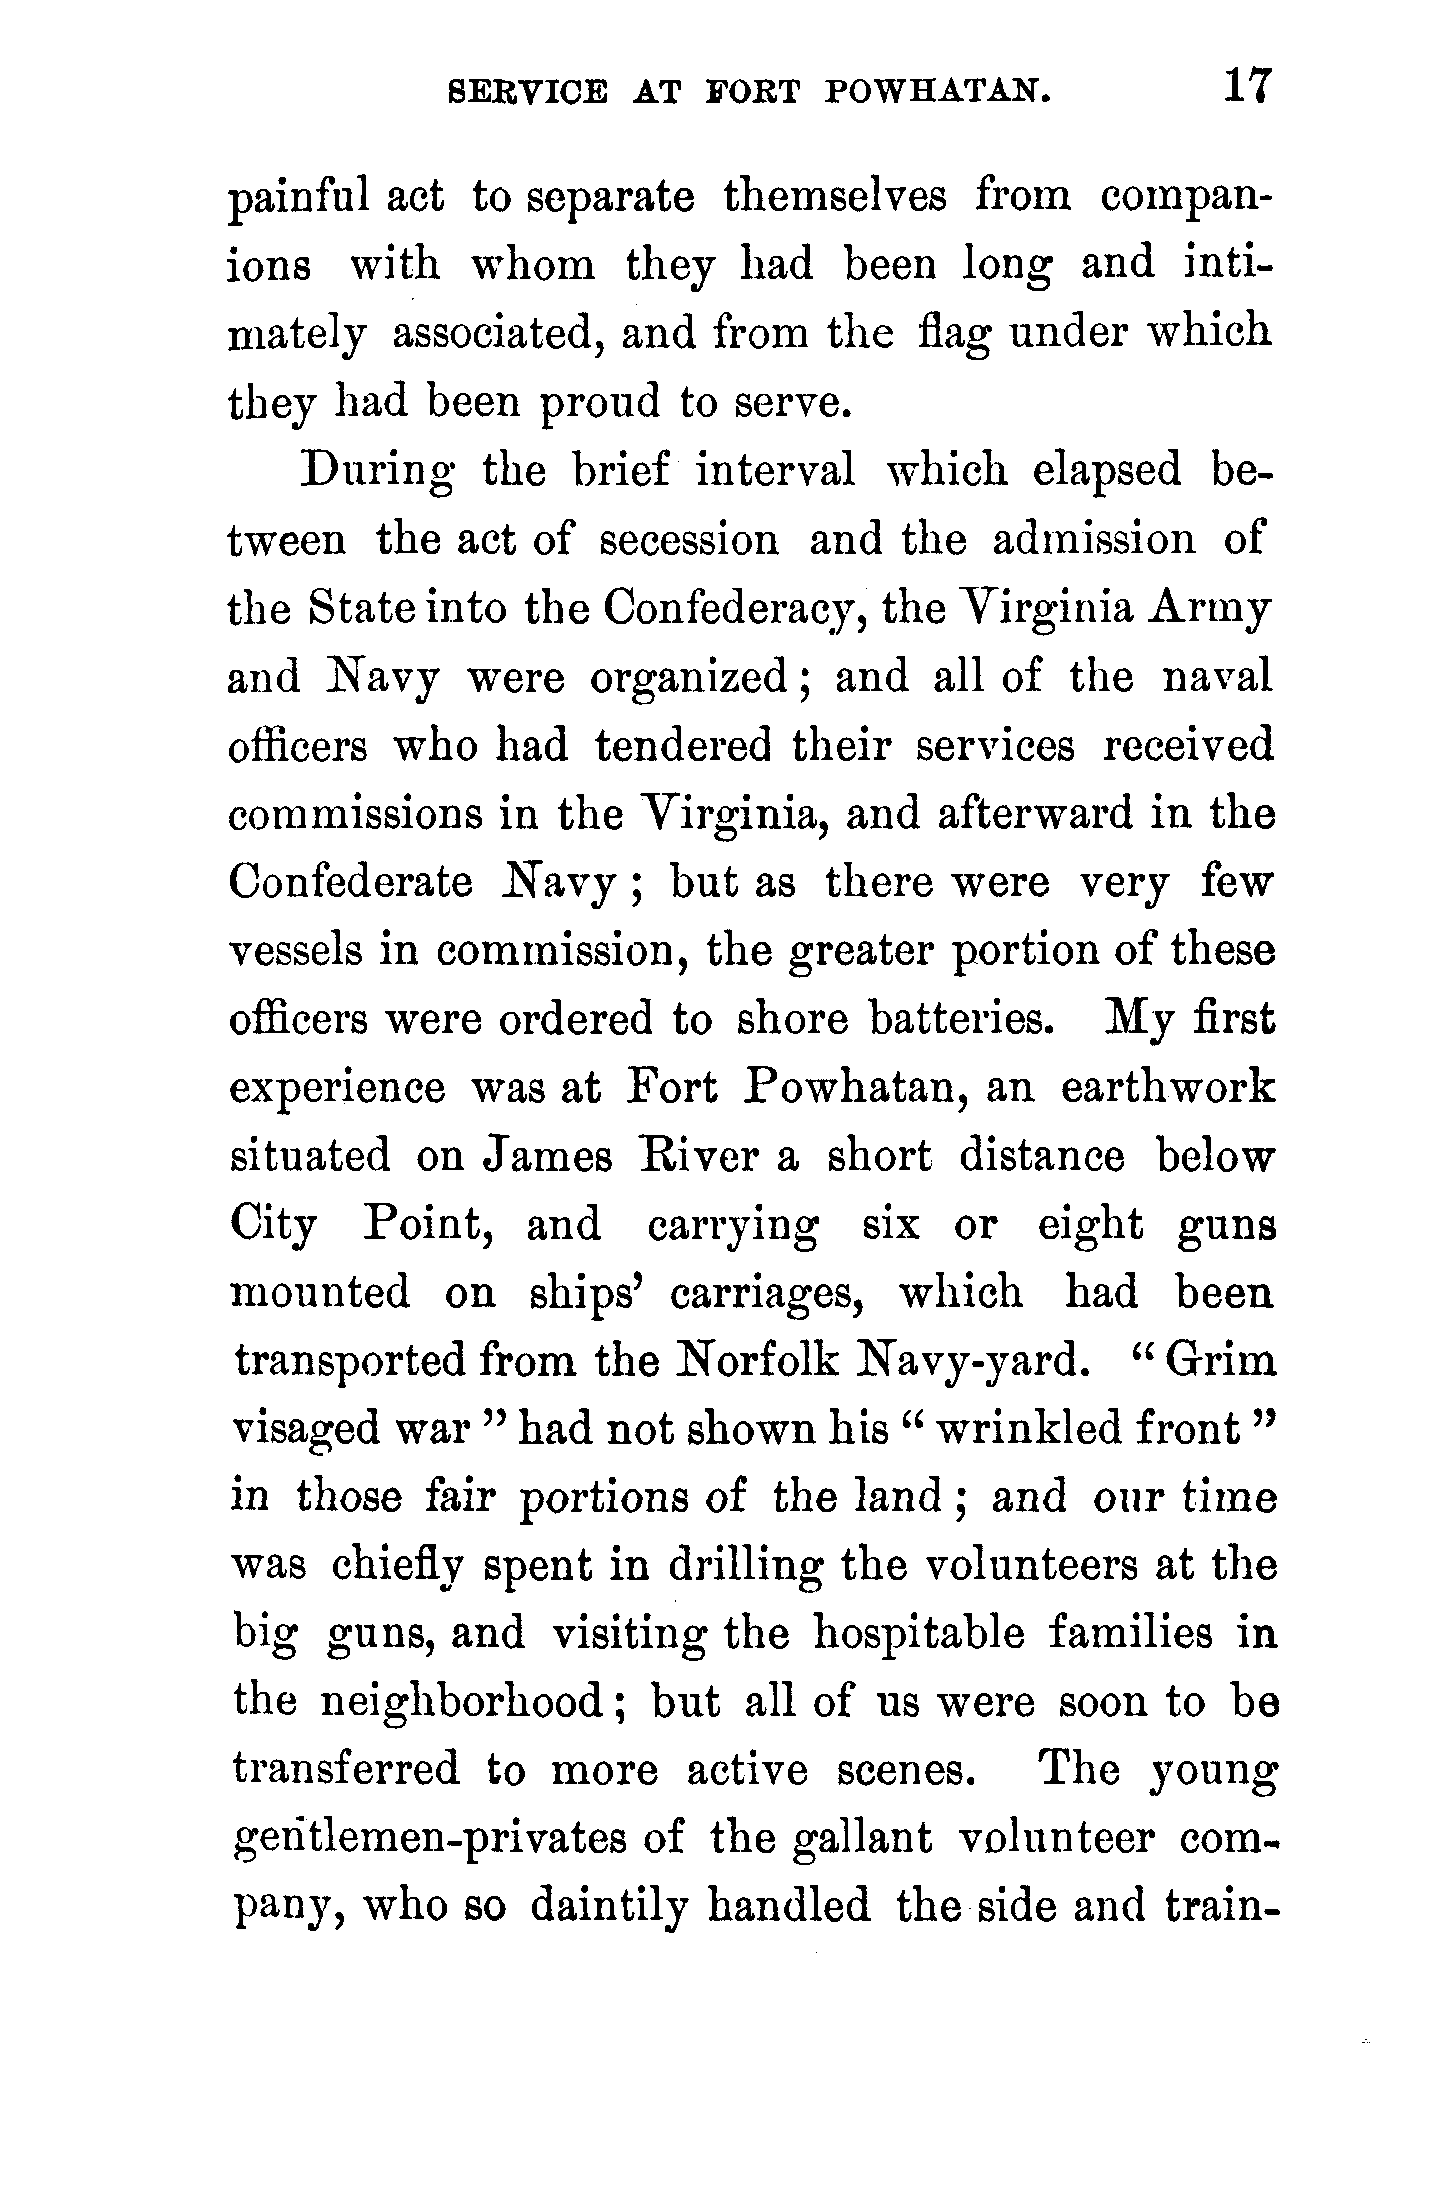 SERVICE AT FORT POWHATAN. 17
painful act to separate themselves from compan-
ions with whom they had been long and inti-
mately associated, and from the flag under which
they had been proud to serve.
During the brief interval which elapsed be-
tween the act of secession and the admission of
the State into the Confederacy, the Virginia Army
and Navy were organized; and all of the naval
officers who had tendered their services received
commissions in the Virginia, and afterward in the
Confederate Navy; but as there were very few
vessels in commission, the greater portion of these
officers were ordered to shore batteries. My first
experience was at Fort Powhatan, an earthwork
situated on James River a short distance below
City Point, and carrying six or eight guns
mounted on ships' carriages, which had been
transported from the Norfolk Navy-yard. “Grim
visaged war” had not shown his “wrinkled front”
in those fair portions of the land; and our time
was chiefly spent in drilling the volunteers at the
big guns, and visiting the hospitable families in
the neighborhood; but all of us were soon to be
transferred to more active scenes. The young
gentlemen-privates of the gallant volunteer com-
pany, who so daintily handled the side and train-